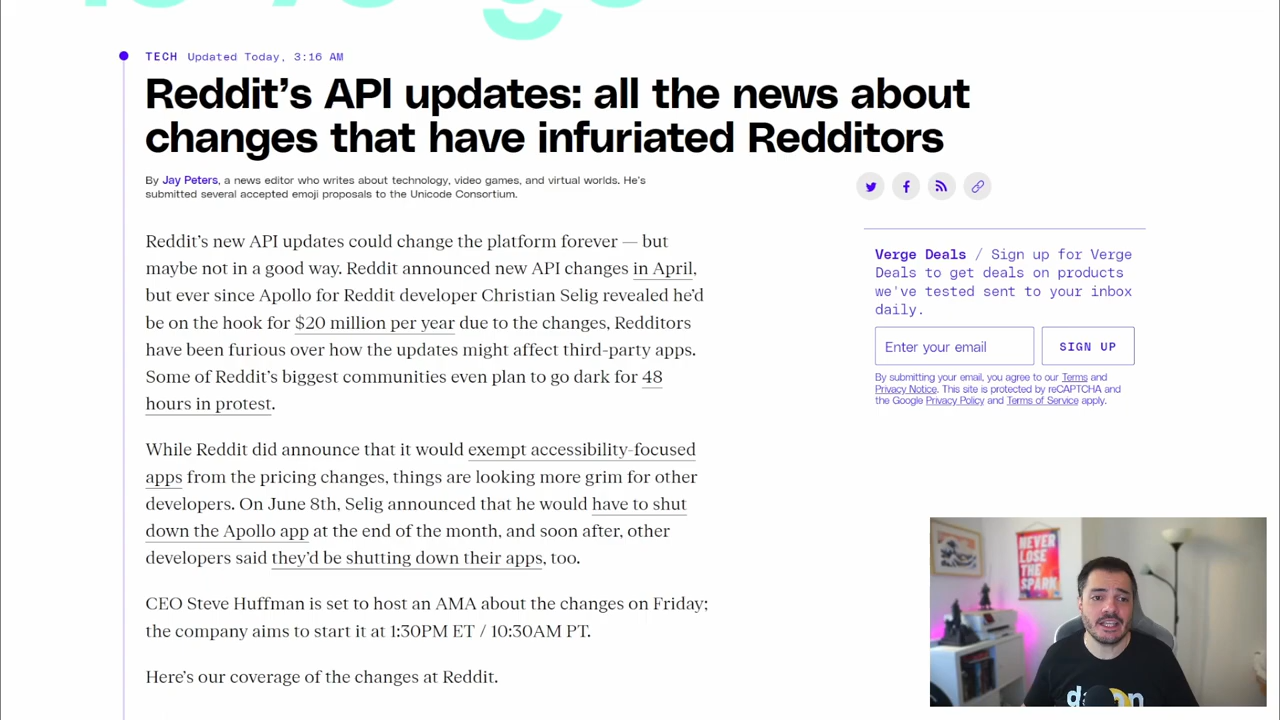 TECH Updated Today, 3:16 AM
Reddit's API updates: all the news about
changes that have infuriated Redditors
By Jay Peters, a news editor who writes about technology, video games, and virtual worlds. He's
submitted several accepted emoji proposals to the Unicode Consortium.
Reddit's new API updates could change the platform forever — but
maybe not in a good way. Reddit announced new API changes in April,
but ever since Apollo for Reddit developer Christian Selig revealed he'd
be on the hook for $20 million per year due to the changes, Redditors
have been furious over how the updates might affect third-party apps.
Some of Reddit's biggest communities even plan to go dark for 48
hours in protest.
While Reddit did announce that it would exempt accessibility-focused
apps from the pricing changes, things are looking more grim for other
developers. On June 8th, Selig announced that he would have to shut
down the Apollo app at the end of the month, and soon after, other
developers said they'd be shutting down their apps, too.
CEO Steve Huffman is set to host an AMA about the changes on Friday;
the company aims to start it at 1:30PM ET / 10:30AM PT.
Here's our coverage of the changes at Reddit.
Verge Deals / Sign up for Verge
Deals to get deals on products
we've tested sent to your inbox
daily.
Enter your email
SIGN UP
By submitting your email, you agree to our Terms and
Privacy Notice. This site is protected by reCAPTCHA and
the Google Privacy Policy and Terms of Service apply.
NEVER
LOSE
THE
SPARK